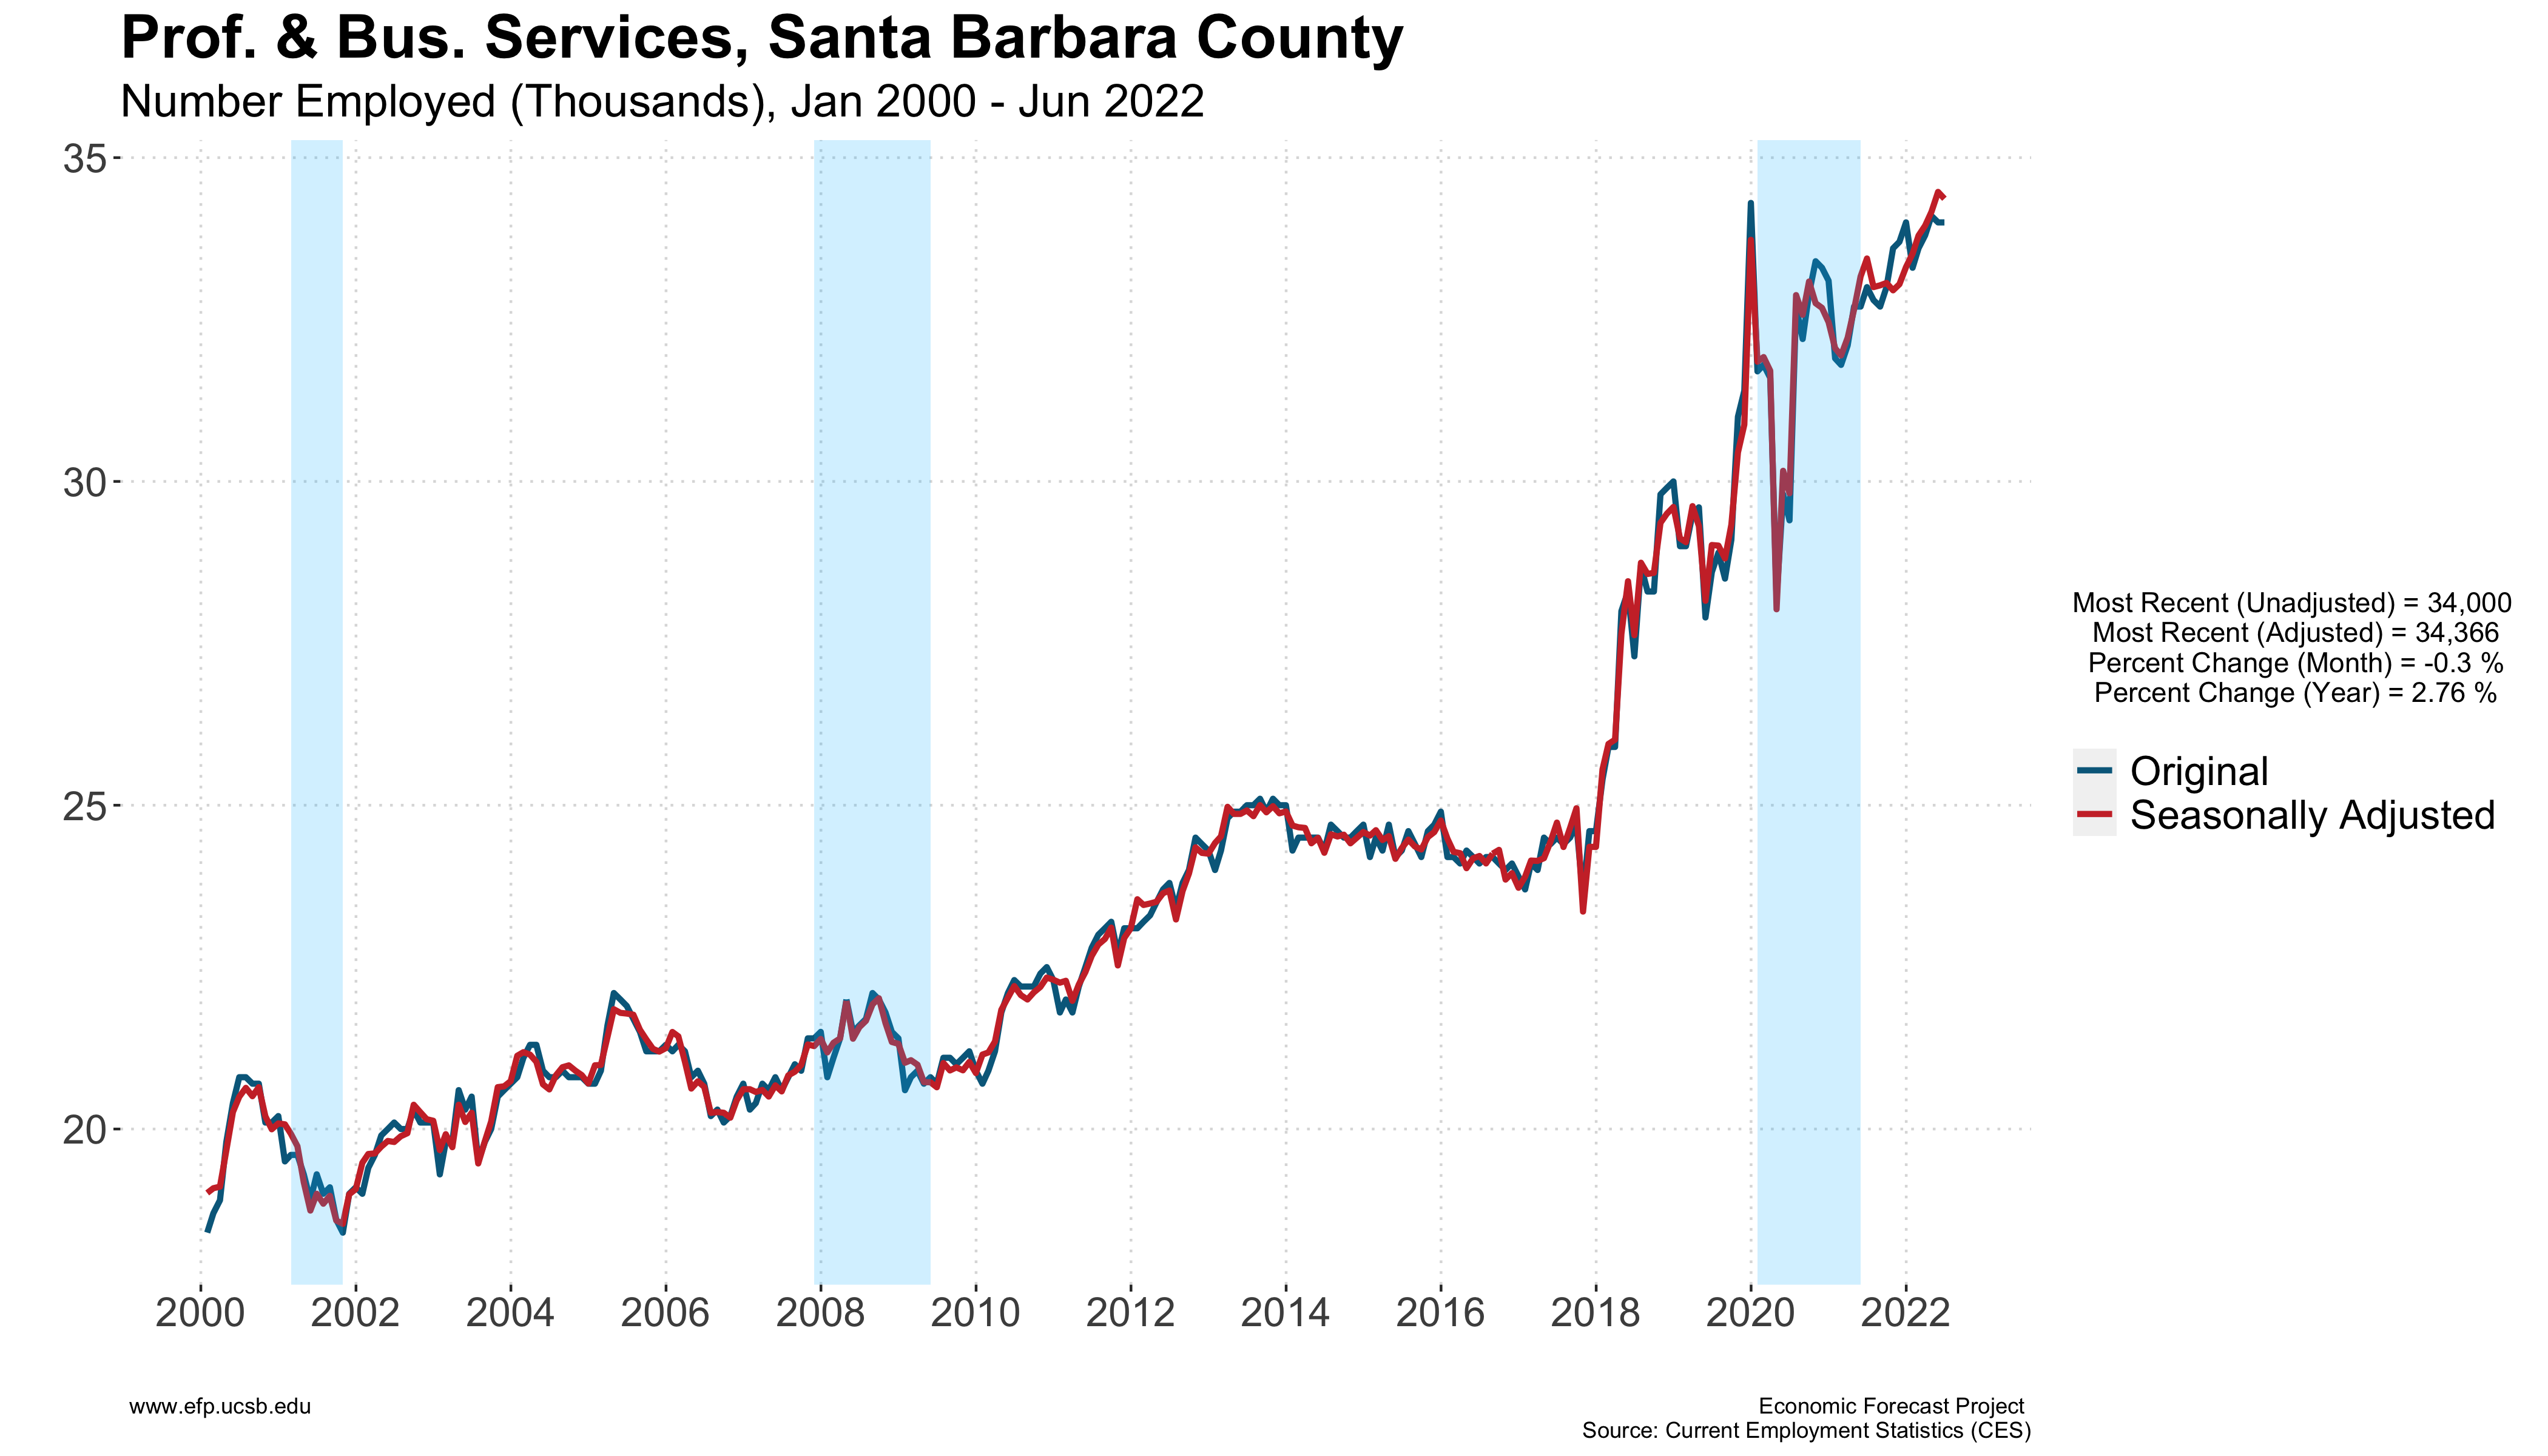 Prof. & Bus. Services, Santa Barbara County
Number Employed (Thousands), Jan 2000 - Jun 2022
35
30
25
20
2000 2002 2004 2006 2008 2010 2012 2014 2016 2018 2020 2022
Most Recent (Unadjusted) = 34,000
Most Recent (Adjusted) = 34,366
Percent Change (Month) = -0.3 %
Percent Change (Year) = 2.76 %
Original
Seasonally Adjusted
www.efp.ucsb.edu
Economic Forecast Project
Source: Current Employment Statistics (CES)